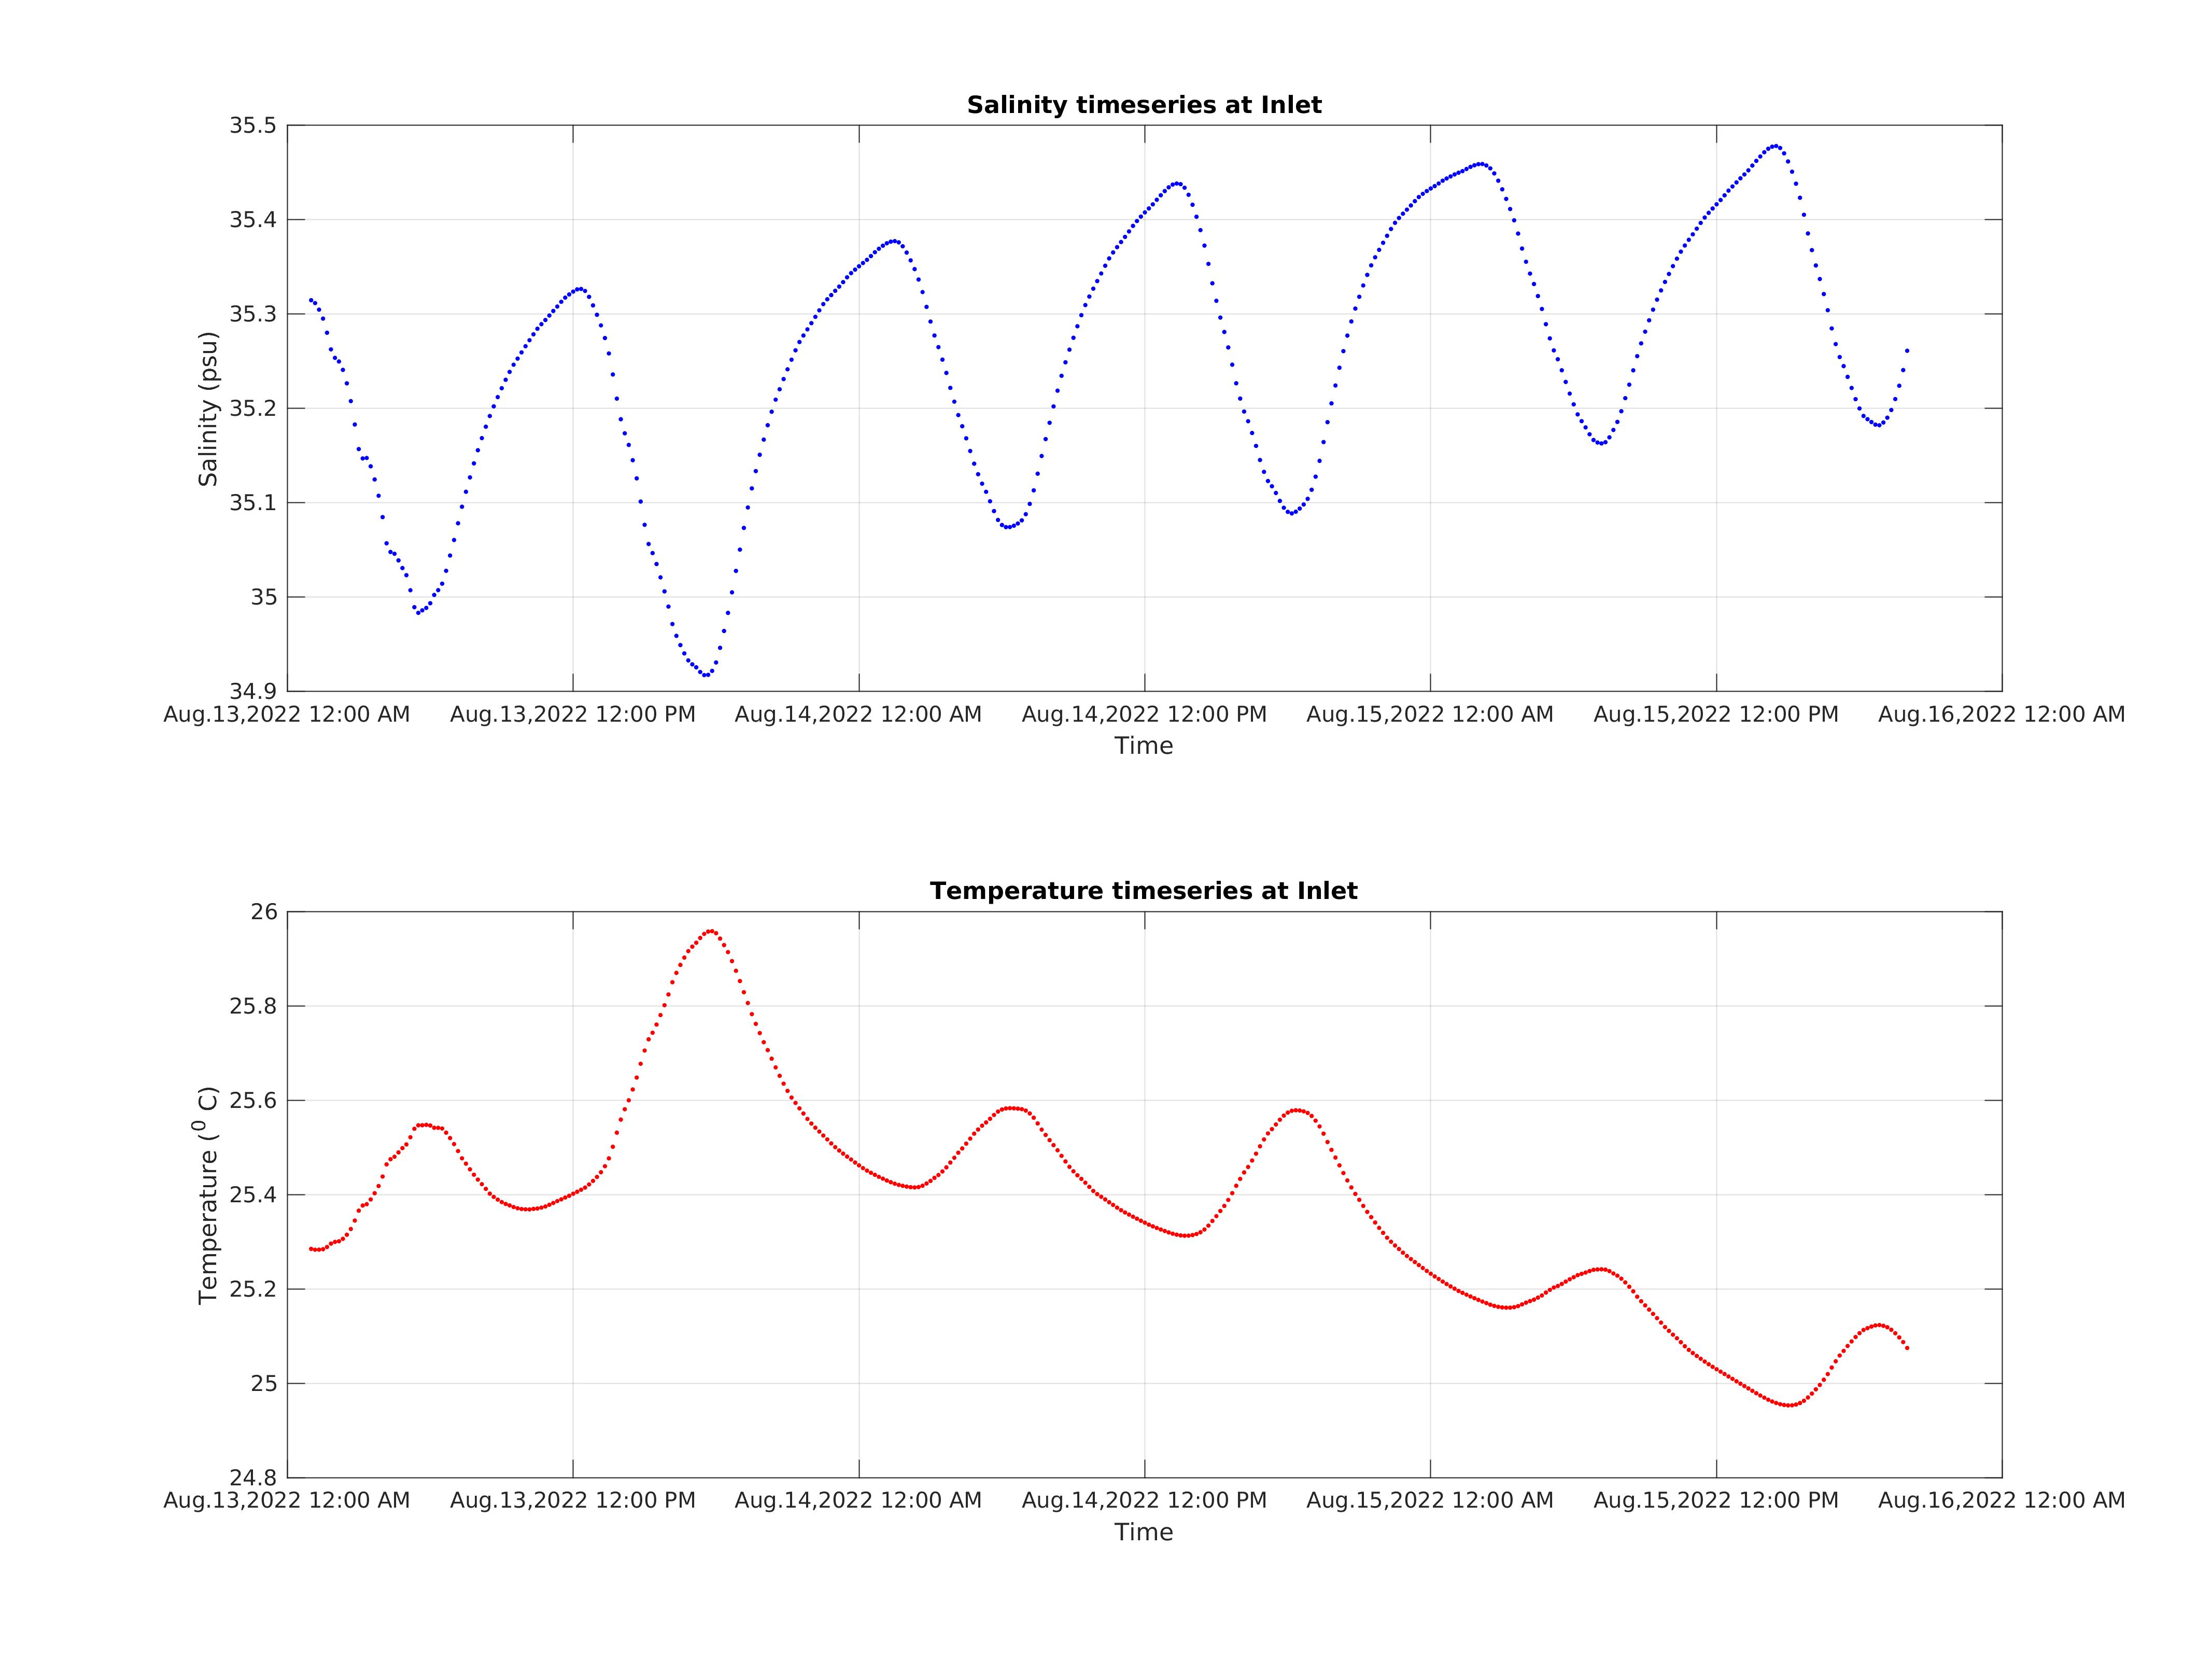 Salinity timeseries at Inlet
35.5
35.4
35.3
35.2
35.1
35
34.9
Salinity (psu)
Aug.13,2022 12:00 AM Aug.13,2022 12:00 PM Aug.14,2022 12:00 AM Aug.14,2022 12:00 PM Aug.15,2022 12:00 AM Aug.15,2022 12:00 PM Aug.16,2022 12:00 AM
Time
Temperature timeseries at Inlet
26
25.8
25.6
25.4
25.2
25
24.8
Temperature (⁰ C)
Aug.13,2022 12:00 AM Aug.13,2022 12:00 PM Aug.14,2022 12:00 AM Aug.14,2022 12:00 PM Aug.15,2022 12:00 AM Aug.15,2022 12:00 PM Aug.16,2022 12:00 AM
Time